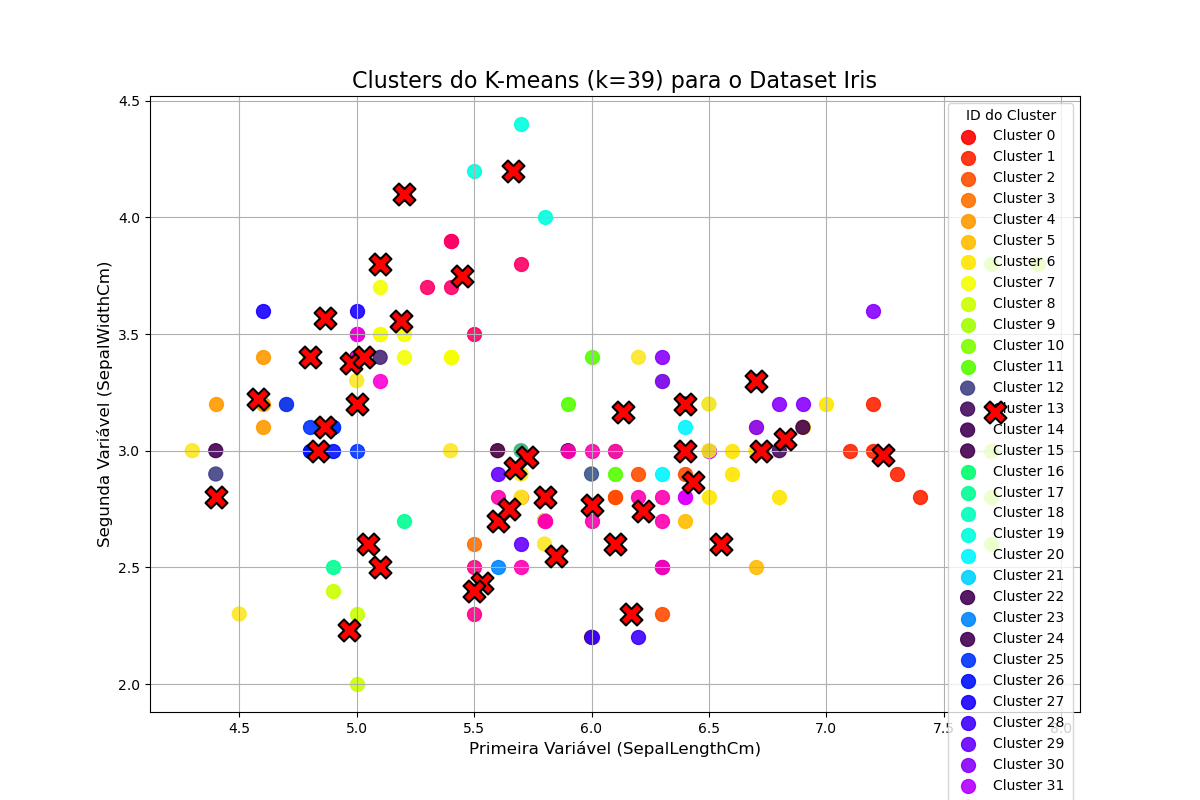 Clusters do K-means (k=39) para o Dataset Iris
Segunda Variável (SepalWidthCm)
4.5
4.0
3.5
3.0
2.5
2.0
4.5 5.0 5.5 6.0 6.5 7.0 7.5 8.0
Primeira Variável (SepalLengthCm)
ID do Cluster
Cluster 0
Cluster 1
Cluster 2
Cluster 3
Cluster 4
Cluster 5
Cluster 6
Cluster 7
Cluster 8
Cluster 9
Cluster 10
Cluster 11
Cluster 12
Cluster 13
Cluster 14
Cluster 15
Cluster 16
Cluster 17
Cluster 18
Cluster 19
Cluster 20
Cluster 21
Cluster 22
Cluster 23
Cluster 24
Cluster 25
Cluster 26
Cluster 27
Cluster 28
Cluster 29
Cluster 30
Cluster 31